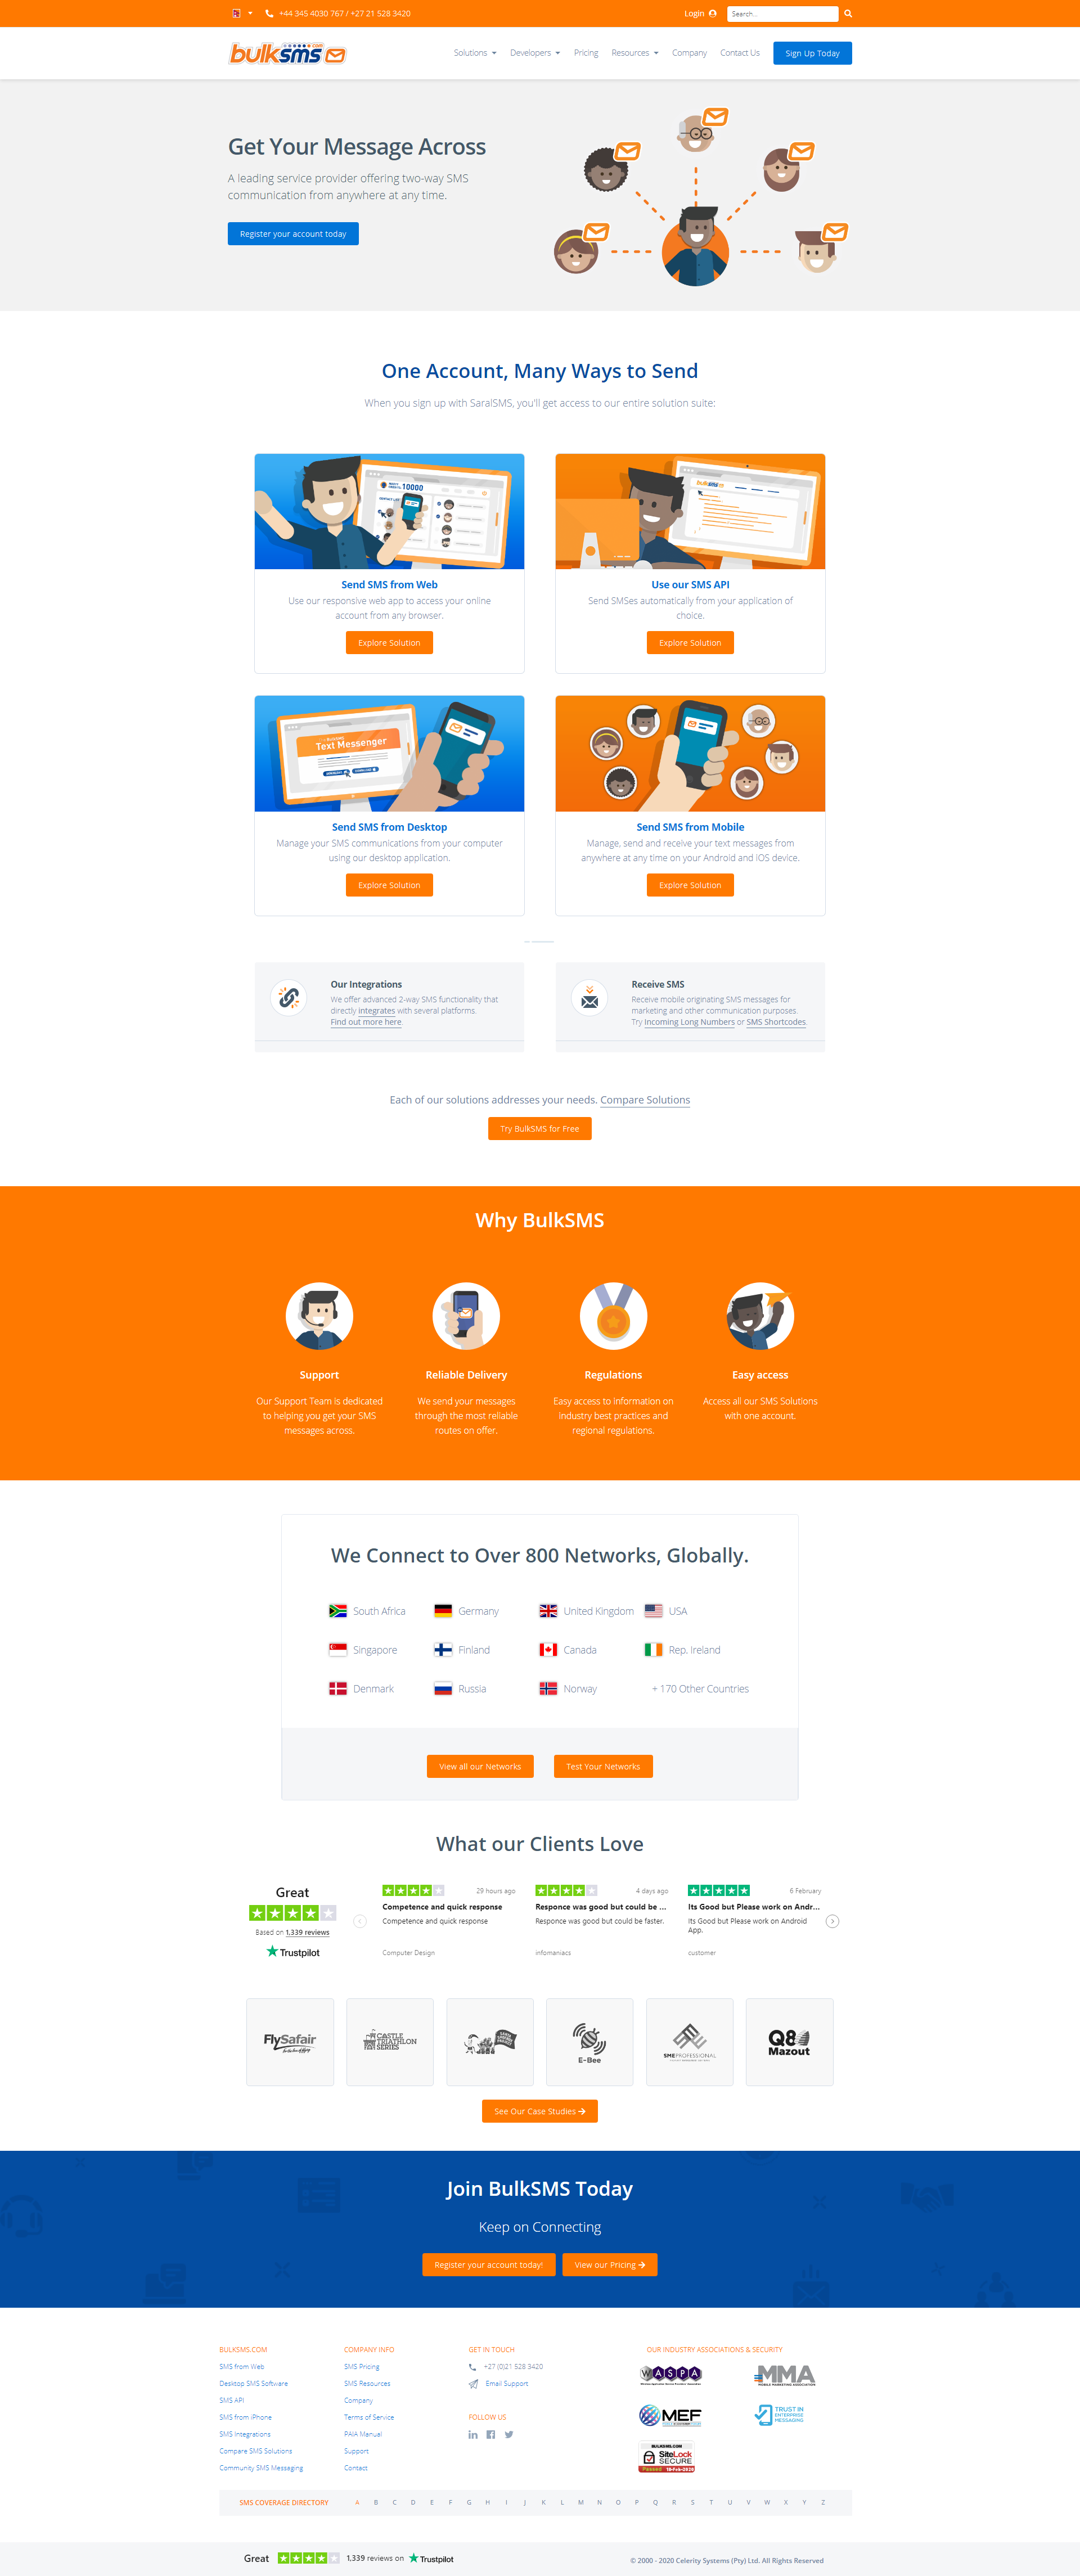 +44 345 4030 767 / +27 21 528 3420
Login
Search...
bulksms.com
Solutions
Developers
Pricing
Resources
Company
Contact Us
Sign Up Today
Get Your Message Across
A leading service provider offering two-way SMS
communication from anywhere at any time.
Register your account today
One Account, Many Ways to Send
When you sign up with SaralSMS, you'll get access to our entire solution suite:
10000
bulksms
Send SMS from Web
Use our responsive web app to access your online
account from any browser.
Explore Solution
Use our SMS API
Send SMSes automatically from your application of
choice.
Explore Solution
Text Messenger
Send SMS from Desktop
Manage your SMS communications from your computer
using our desktop application.
Explore Solution
Send SMS from Mobile
Manage, send and receive your text messages from
anywhere at any time on your Android and iOS device.
Explore Solution
Our Integrations
We offer advanced 2-way SMS functionality that
directly integrates with several platforms.
Find out more here.
Receive SMS
Receive mobile originating SMS messages for
marketing and other communication purposes.
Try Incoming Long Numbers or SMS Shortcodes.
Each of our solutions addresses your needs. Compare Solutions
Try BulkSMS for Free
Why BulkSMS
Support
Our Support Team is dedicated
to helping you get your SMS
messages across.
Reliable Delivery
We send your messages
through the most reliable
routes on offer.
Regulations
Easy access to information on
industry best practices and
regional regulations.
Easy access
Access all our SMS Solutions
with one account.
We Connect to Over 800 Networks, Globally.
South Africa
Germany
United Kingdom
USA
Singapore
Finland
Canada
Rep. Ireland
Denmark
Russia
Norway
+ 170 Other Countries
View all our Networks
Test Your Networks
What our Clients Love
Great
Based on 1,339 reviews
Trustpilot
29 hours ago
Competence and quick response
Competence and quick response
Computer Design
4 days ago
Responce was good but could be ...
Responce was good but could be faster.
infomaniacs
6 February
Its Good but Please work on Andr...
Its Good but Please work on Android
App.
customer
FlySafair
CASTLE
TRIATHLON
SERIES
E-Bee
SMEPROFESSIONAL
Q8
Mazout
See Our Case Studies
Join BulkSMS Today
Keep on Connecting
Register your account today!
View our Pricing
BULKSMS.COM
SMS from Web
Desktop SMS Software
SMS API
SMS from iPhone
SMS Integrations
Compare SMS Solutions
Community SMS Messaging
COMPANY INFO
SMS Pricing
SMS Resources
Company
Terms of Service
PAIA Manual
Support
Contact
GET IN TOUCH
+27 (0)21 528 3420
Email Support
FOLLOW US
OUR INDUSTRY ASSOCIATIONS & SECURITY
WASPA
MMA
MOBILE MARKETING ASSOCIATION
MEF
TRUST IN
ENTERPRISE
MESSAGING
BULKSMS.COM
SiteLock
SECURE
SMS COVERAGE DIRECTORY
A B C D E F G H I J K L M N O P Q R S T U V W X Y Z
Great
1,339 reviews on
Trustpilot
© 2000 - 2020 Celerity Systems (Pty) Ltd. All Rights Reserved